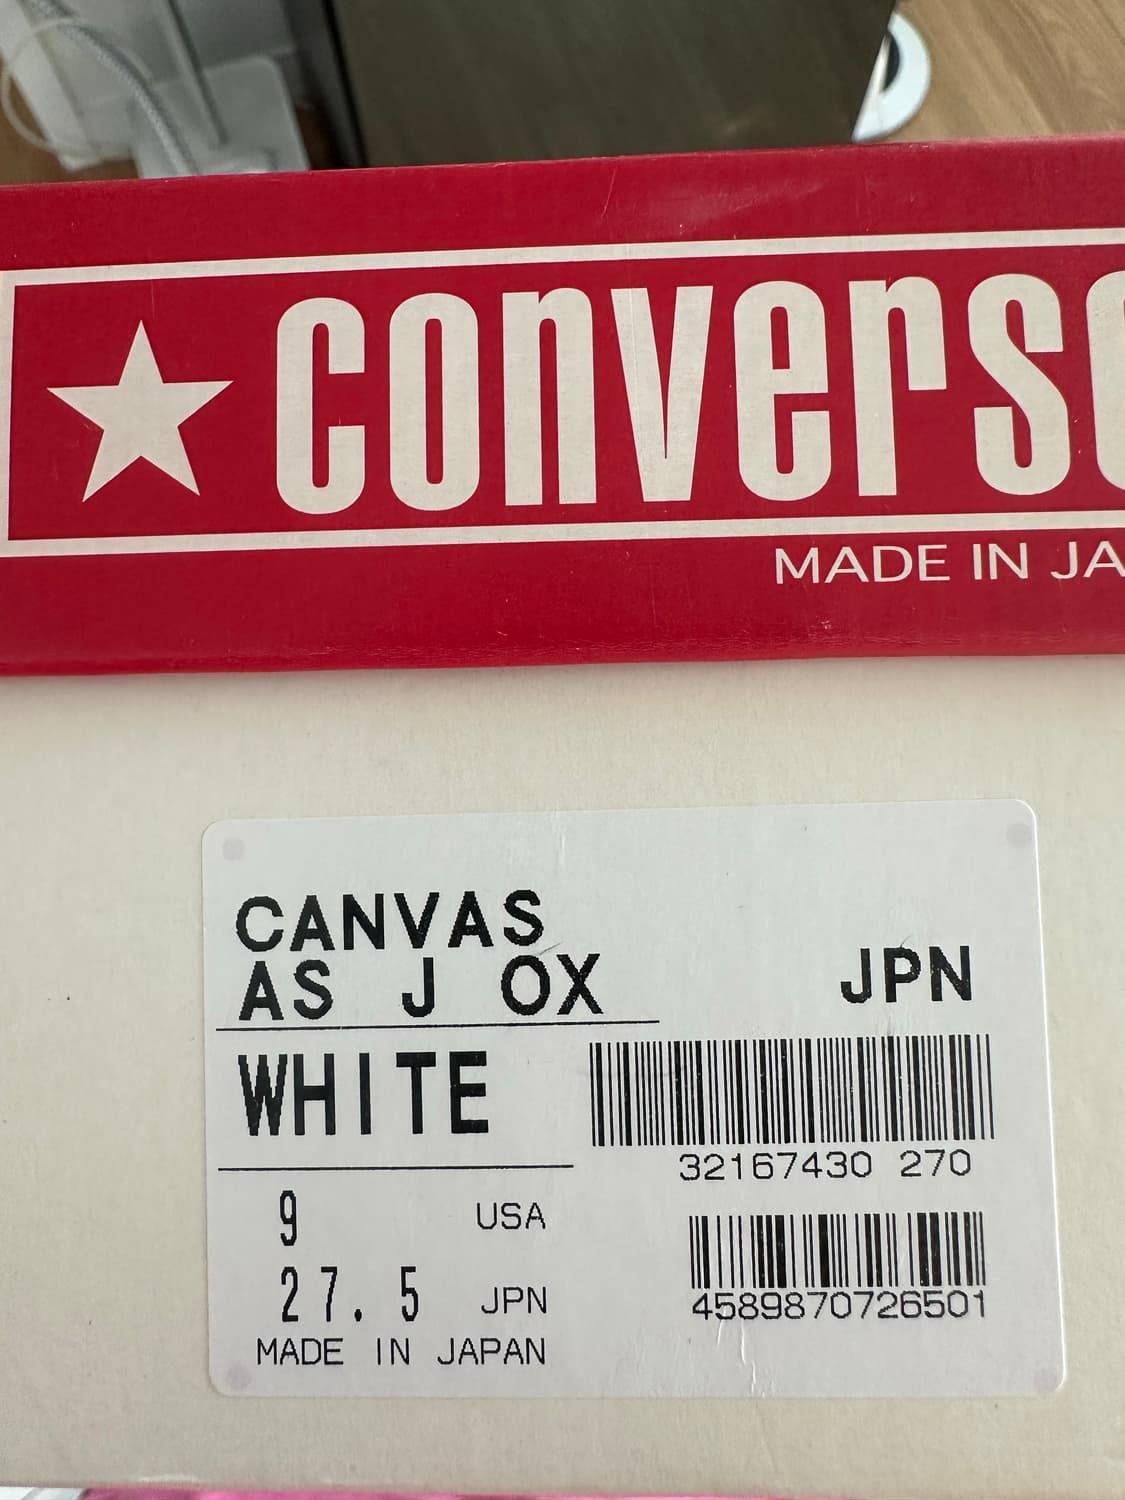 converse
MADE IN JA
CANVAS
AS J OX
JPN
WHITE
32167430 270
9 USA
27.5 JPN
4589870726501
MADE IN JAPAN